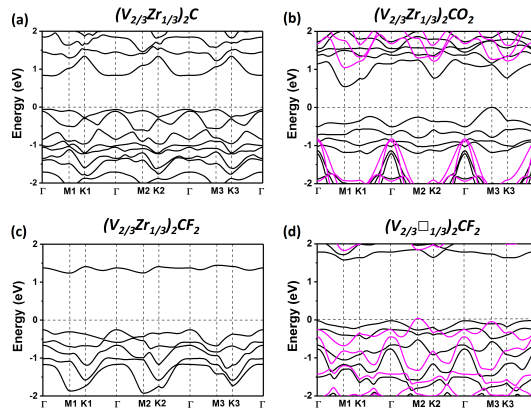 (a) (V2/3Zr1/3)2C
(b) (V2/3Zr1/3)CO2
Energy (eV)
2
1
0
-1
-2
Γ M1 K1 Γ M2 K2 Γ M3 K3 Γ
Energy (eV)
2
1
0
-1
-2
Γ M1 K1 Γ M2 K2 Γ M3 K3 Γ
(c) (V2/3Zr1/3)2CF2
(d) (V2/3□1/3)2CF2
Energy (eV)
2
1
0
-1
-2
Γ M1 K1 Γ M2 K2 Γ M3 K3 Γ
Energy (eV)
2
1
0
-1
-2
Γ M1 K1 Γ M2 K2 Γ M3 K3 Γ